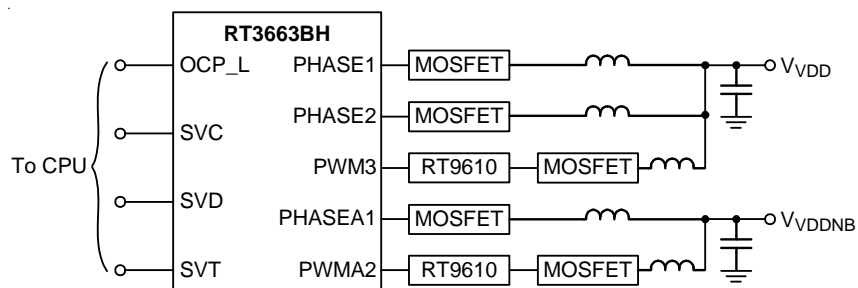 RT3663BH
OCP_L PHASE1 MOSFET VVDD
SVC PHASE2 MOSFET
To CPU PWM3 RT9610 MOSFET
SVD PHASEA1 MOSFET VVDDNB
SVT PWMA2 RT9610 MOSFET